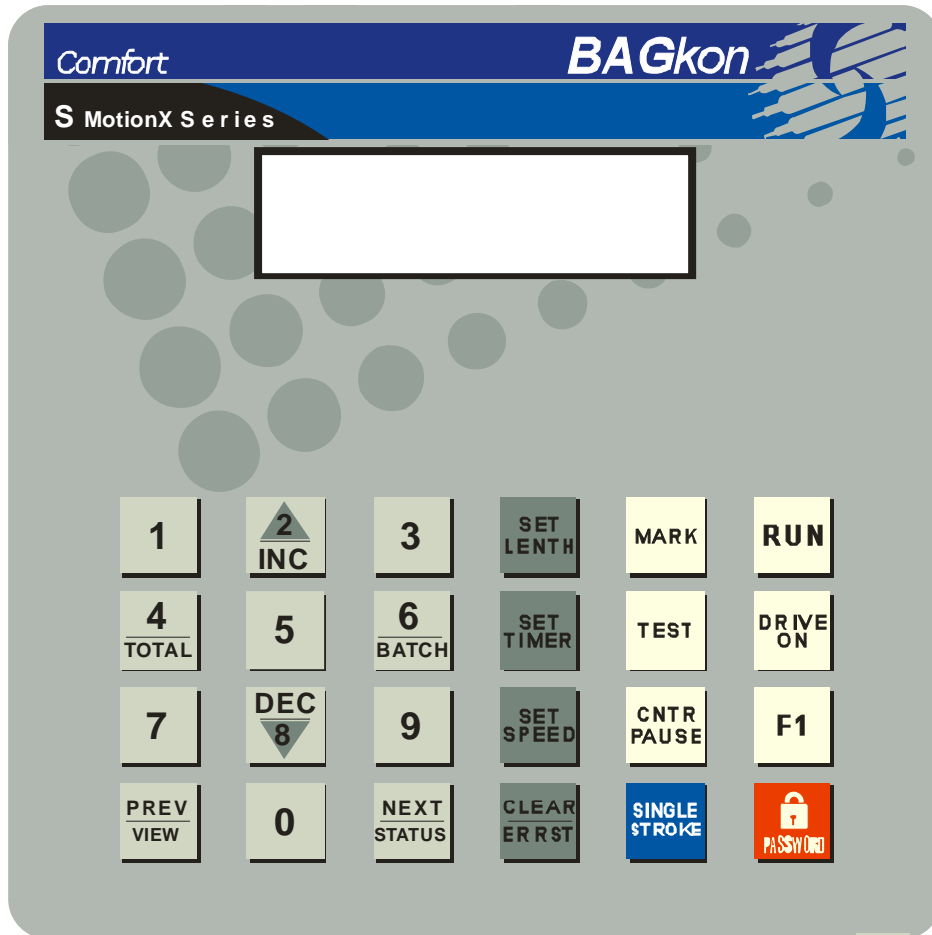 Comfort
BAGkon
S MotionX Series
1
2
INC
3
SET
LENTH
MARK
RUN
4
TOTAL
5
6
BATCH
SET
TIMER
TEST
DRIVE
ON
7
DEC
8
9
SET
SPEED
CNTR
PAUSE
F1
PREV
VIEW
0
NEXT
STATUS
CLEAR
ERRST
SINGLE
STROKE
PASSWORD